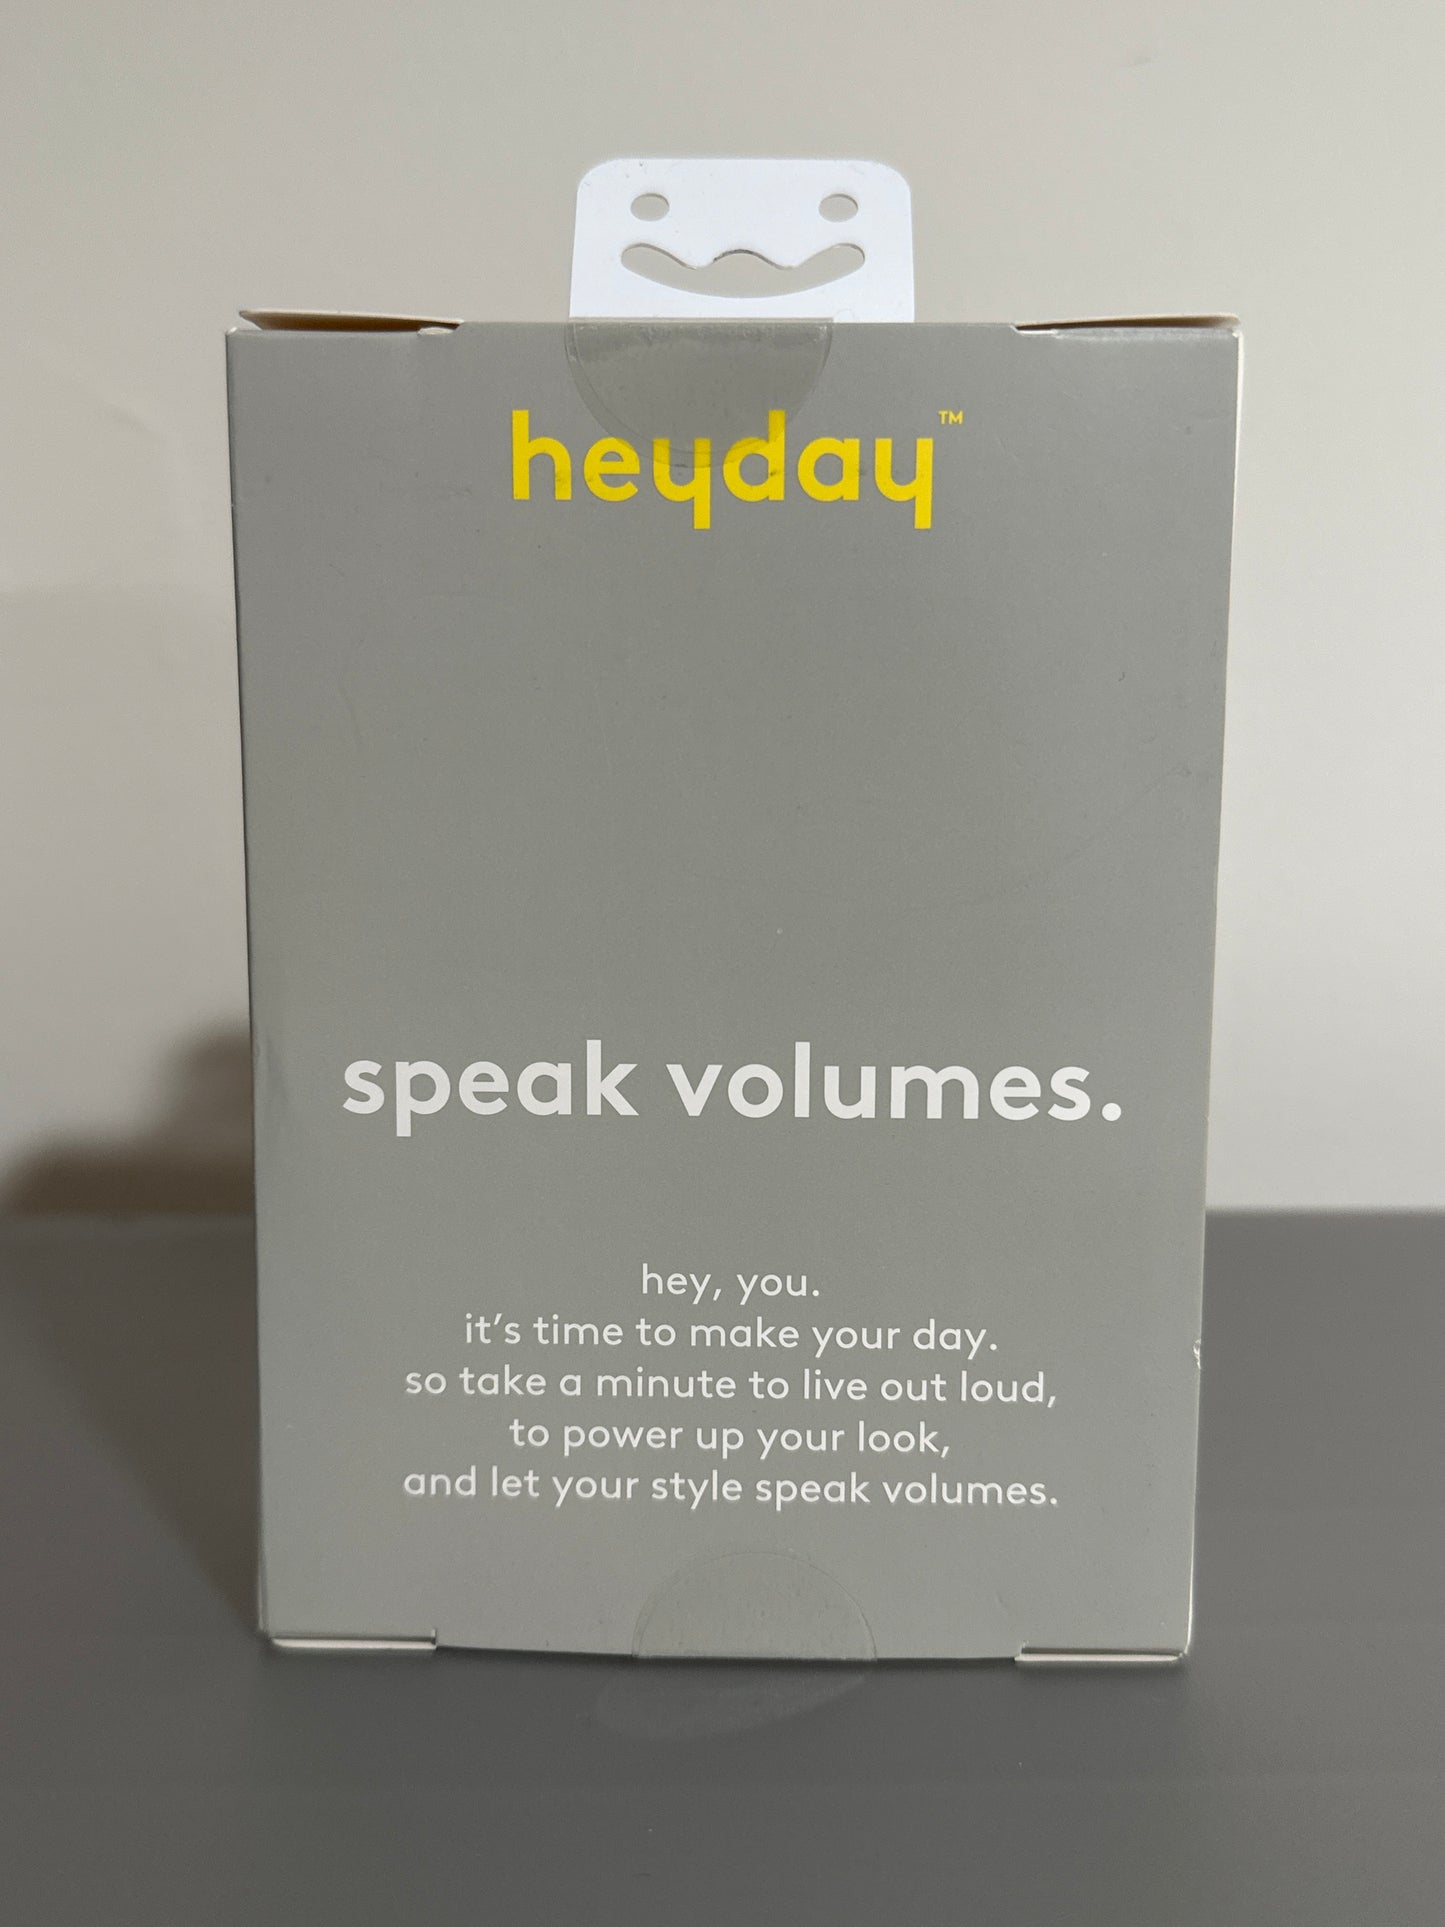 heyday™
speak volumes.
hey, you.
it's time to make your day.
so take a minute to live out loud,
to power up your look,
and let your style speak volumes.